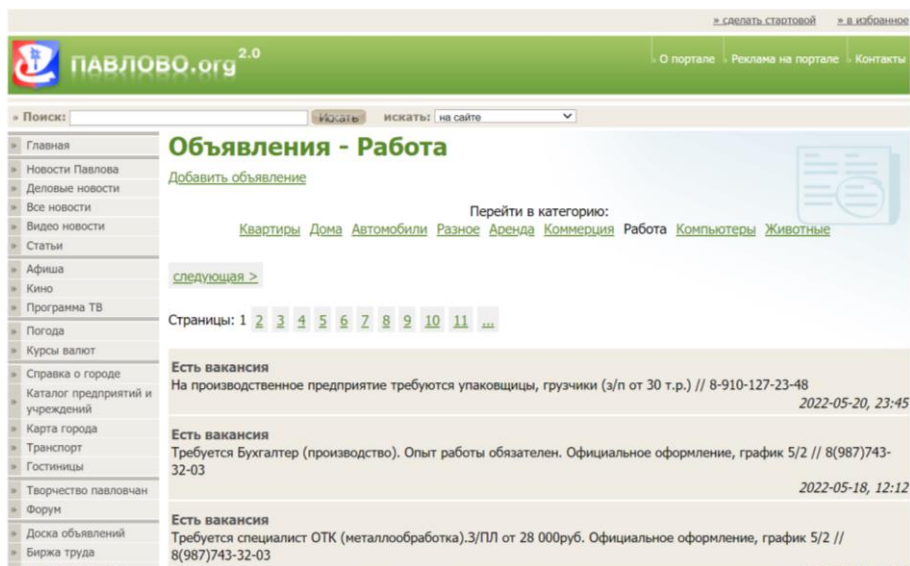 » сделать стартовой » в избранное
ПАВЛОВО.org 2.0
О портале Реклама на портале Контакты
» Поиск: Искать искать: на сайте
» Главная
» Новости Павлова
» Деловые новости
» Все новости
» Видео новости
» Статьи
» Афиша
» Кино
» Программа ТВ
» Погода
» Курсы валют
» Справка о городе
» Каталог предприятий и
учреждений
» Карта города
» Транспорт
» Гостиницы
» Творчество павловчан
» Форум
» Доска объявлений
» Биржа труда
Объявления - Работа
Добавить объявление
Перейти в категорию:
Квартиры Дома Автомобили Разное Аренда Коммерция Работа Компьютеры Животные
следующая >
Страницы: 1 2 3 4 5 6 7 8 9 10 11 ...
Есть вакансия
На производственное предприятие требуются упаковщицы, грузчики (з/п от 30 т.р.) // 8-910-127-23-48
2022-05-20, 23:45
Есть вакансия
Требуется Бухгалтер (производство). Опыт работы обязателен. Официальное оформление, график 5/2 // 8(987)743-
32-03
2022-05-18, 12:12
Есть вакансия
Требуется специалист ОТК (металлообработка).З/ПЛ от 28 000руб. Официальное оформление, график 5/2 //
8(987)743-32-03